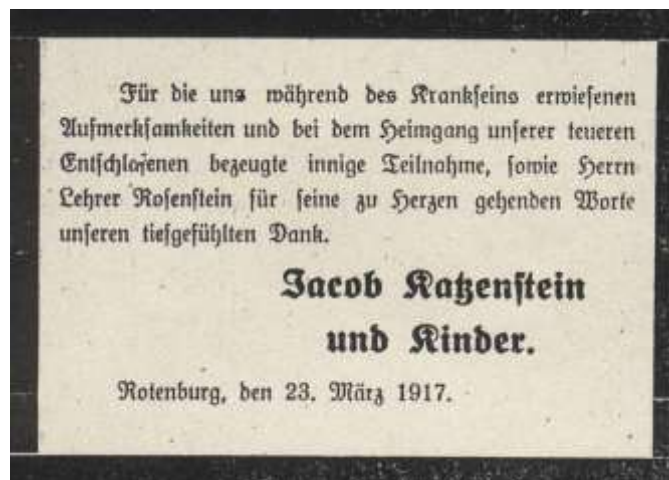 Für die uns während des Krankseins erwiesenen
Aufmerksamkeiten und bei dem Heimgang unserer teueren
Entschlafenen bezeugte innige Teilnahme, sowie Herrn
Lehrer Rosenstein für seine zu Herzen gehenden Worte
unseren tiefgefühlten Dank.
Jacob Katzenstein
und Kinder.
Rotenburg, den 23. März 1917.